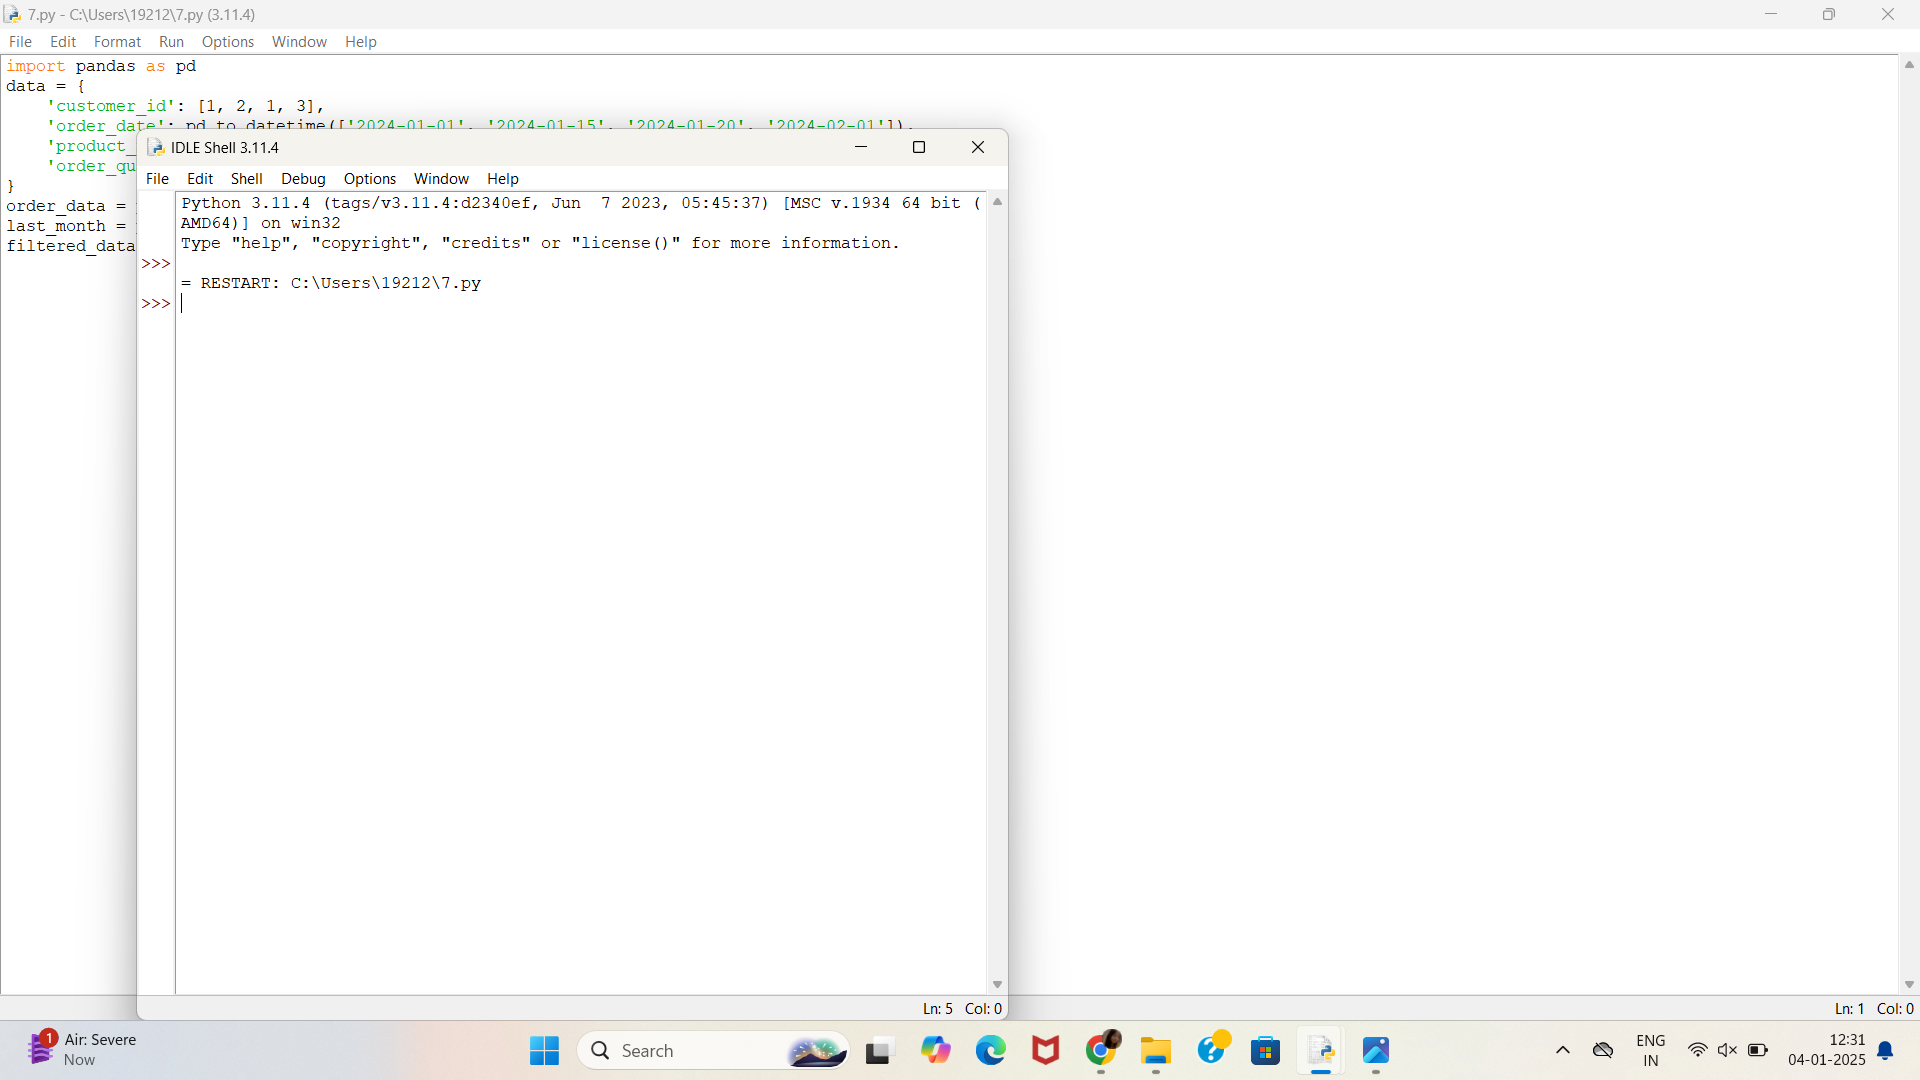 7.py - C:\Users\19212\7.py (3.11.4)
File Edit Format Run Options Window Help
import pandas as pd
data = {
'customer_id': [1, 2, 1, 3],
'order_date': pd.to_datetime(['2024-01-01', '2024-01-15', '2024-01-20', '2024-02-01']),
'product_
'order_qu
}
order_data =
last_month =
filtered_data
IDLE Shell 3.11.4
File Edit Shell Debug Options Window Help
Python 3.11.4 (tags/v3.11.4:d2340ef, Jun  7 2023, 05:45:37) [MSC v.1934 64 bit (
AMD64)] on win32
Type "help", "copyright", "credits" or "license()" for more information.
>>>
= RESTART: C:\Users\19212\7.py
>>>
Ln: 5 Col: 0
Ln: 1 Col: 0
1
Air: Severe
Now
Search
ENG
IN
12:31
04-01-2025